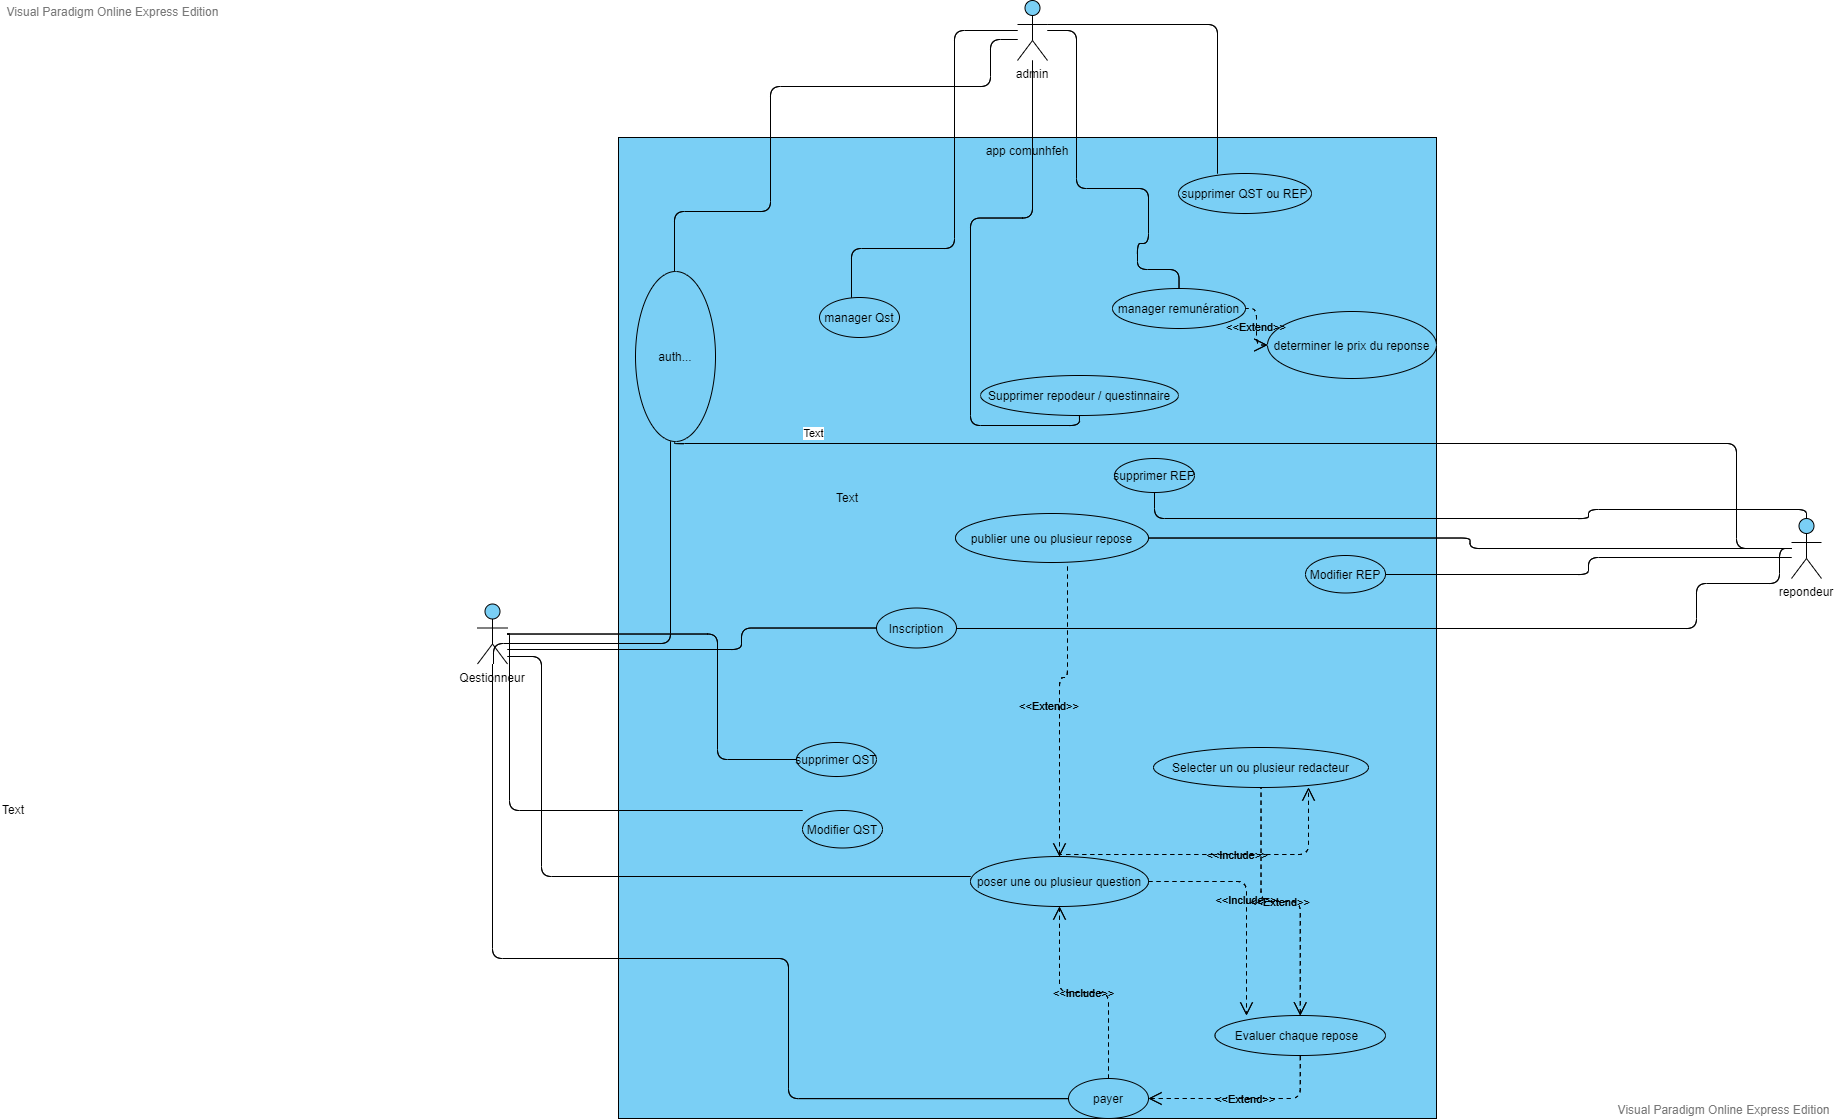 Visual Paradigm Online Express Edition
admin
app comunhfeh
supprimer QST ou REP
manager remunération
manager Qst
<<Extend>>
determiner le prix du reponse
auth...
Supprimer repodeur / questinnaire
Text
supprimer REP
Text
publier une ou plusieur repose
Modifier REP
repondeur
Inscription
Qestionneur
<<Extend>>
supprimer QST
Selecter un ou plusieur redacteur
Text
Modifier QST
<<Include>>
poser une ou plusieur question
<<Include>>
<<Extend>>
<<Include>>
Evaluer chaque repose
payer
<<Extend>>
Visual Paradigm Online Express Edition